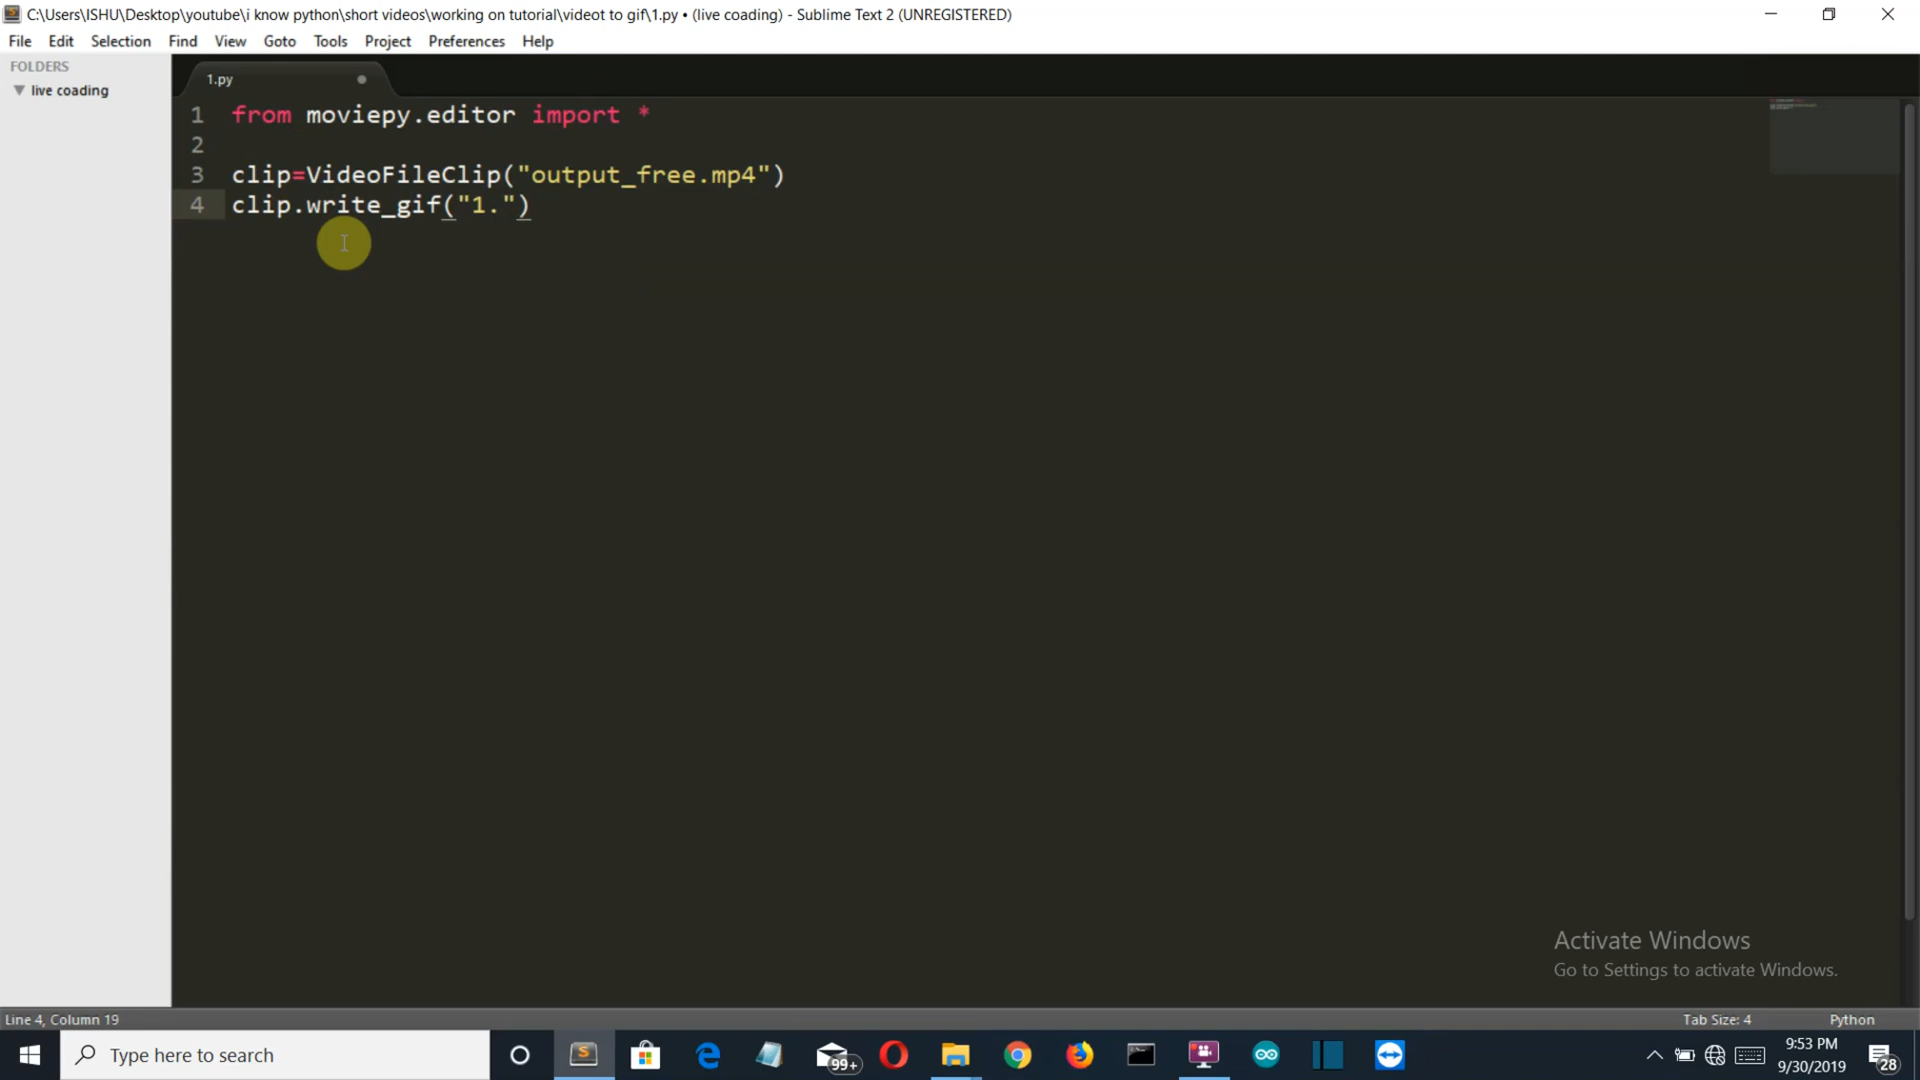 C:\Users\ISHU\Desktop\youtube\i know python\short videos\working on tutorial\videot to gif\1.py • (live coading) - Sublime Text 2 (UNREGISTERED)
File Edit Selection Find View Goto Tools Project Preferences Help
FOLDERS
live coading
1.py
1 from moviepy.editor import *
2
3 clip=VideoFileClip("output_free.mp4")
4 clip.write_gif("1.")
Activate Windows
Go to Settings to activate Windows.
Line 4, Column 19
Tab Size: 4
Python
Type here to search
99+
9:53 PM
9/30/2019
28